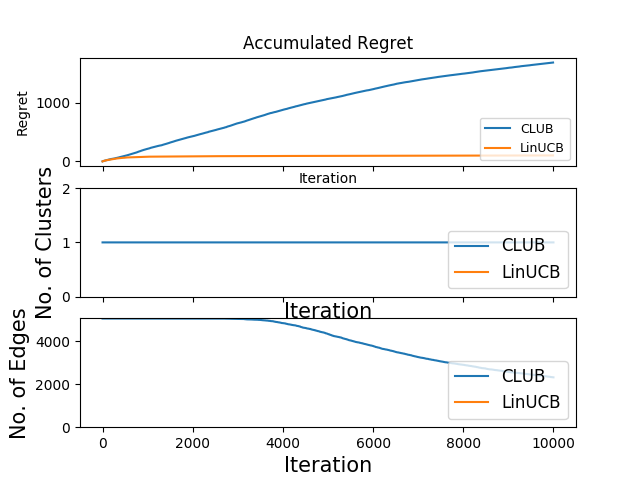 Accumulated Regret
Regret
1000
0
CLUB
LinUCB
Iteration
No. of Clusters
2
1
0
CLUB
LinUCB
Iteration
No. of Edges
4000
2000
0
CLUB
LinUCB
0 2000 4000 6000 8000 10000
Iteration